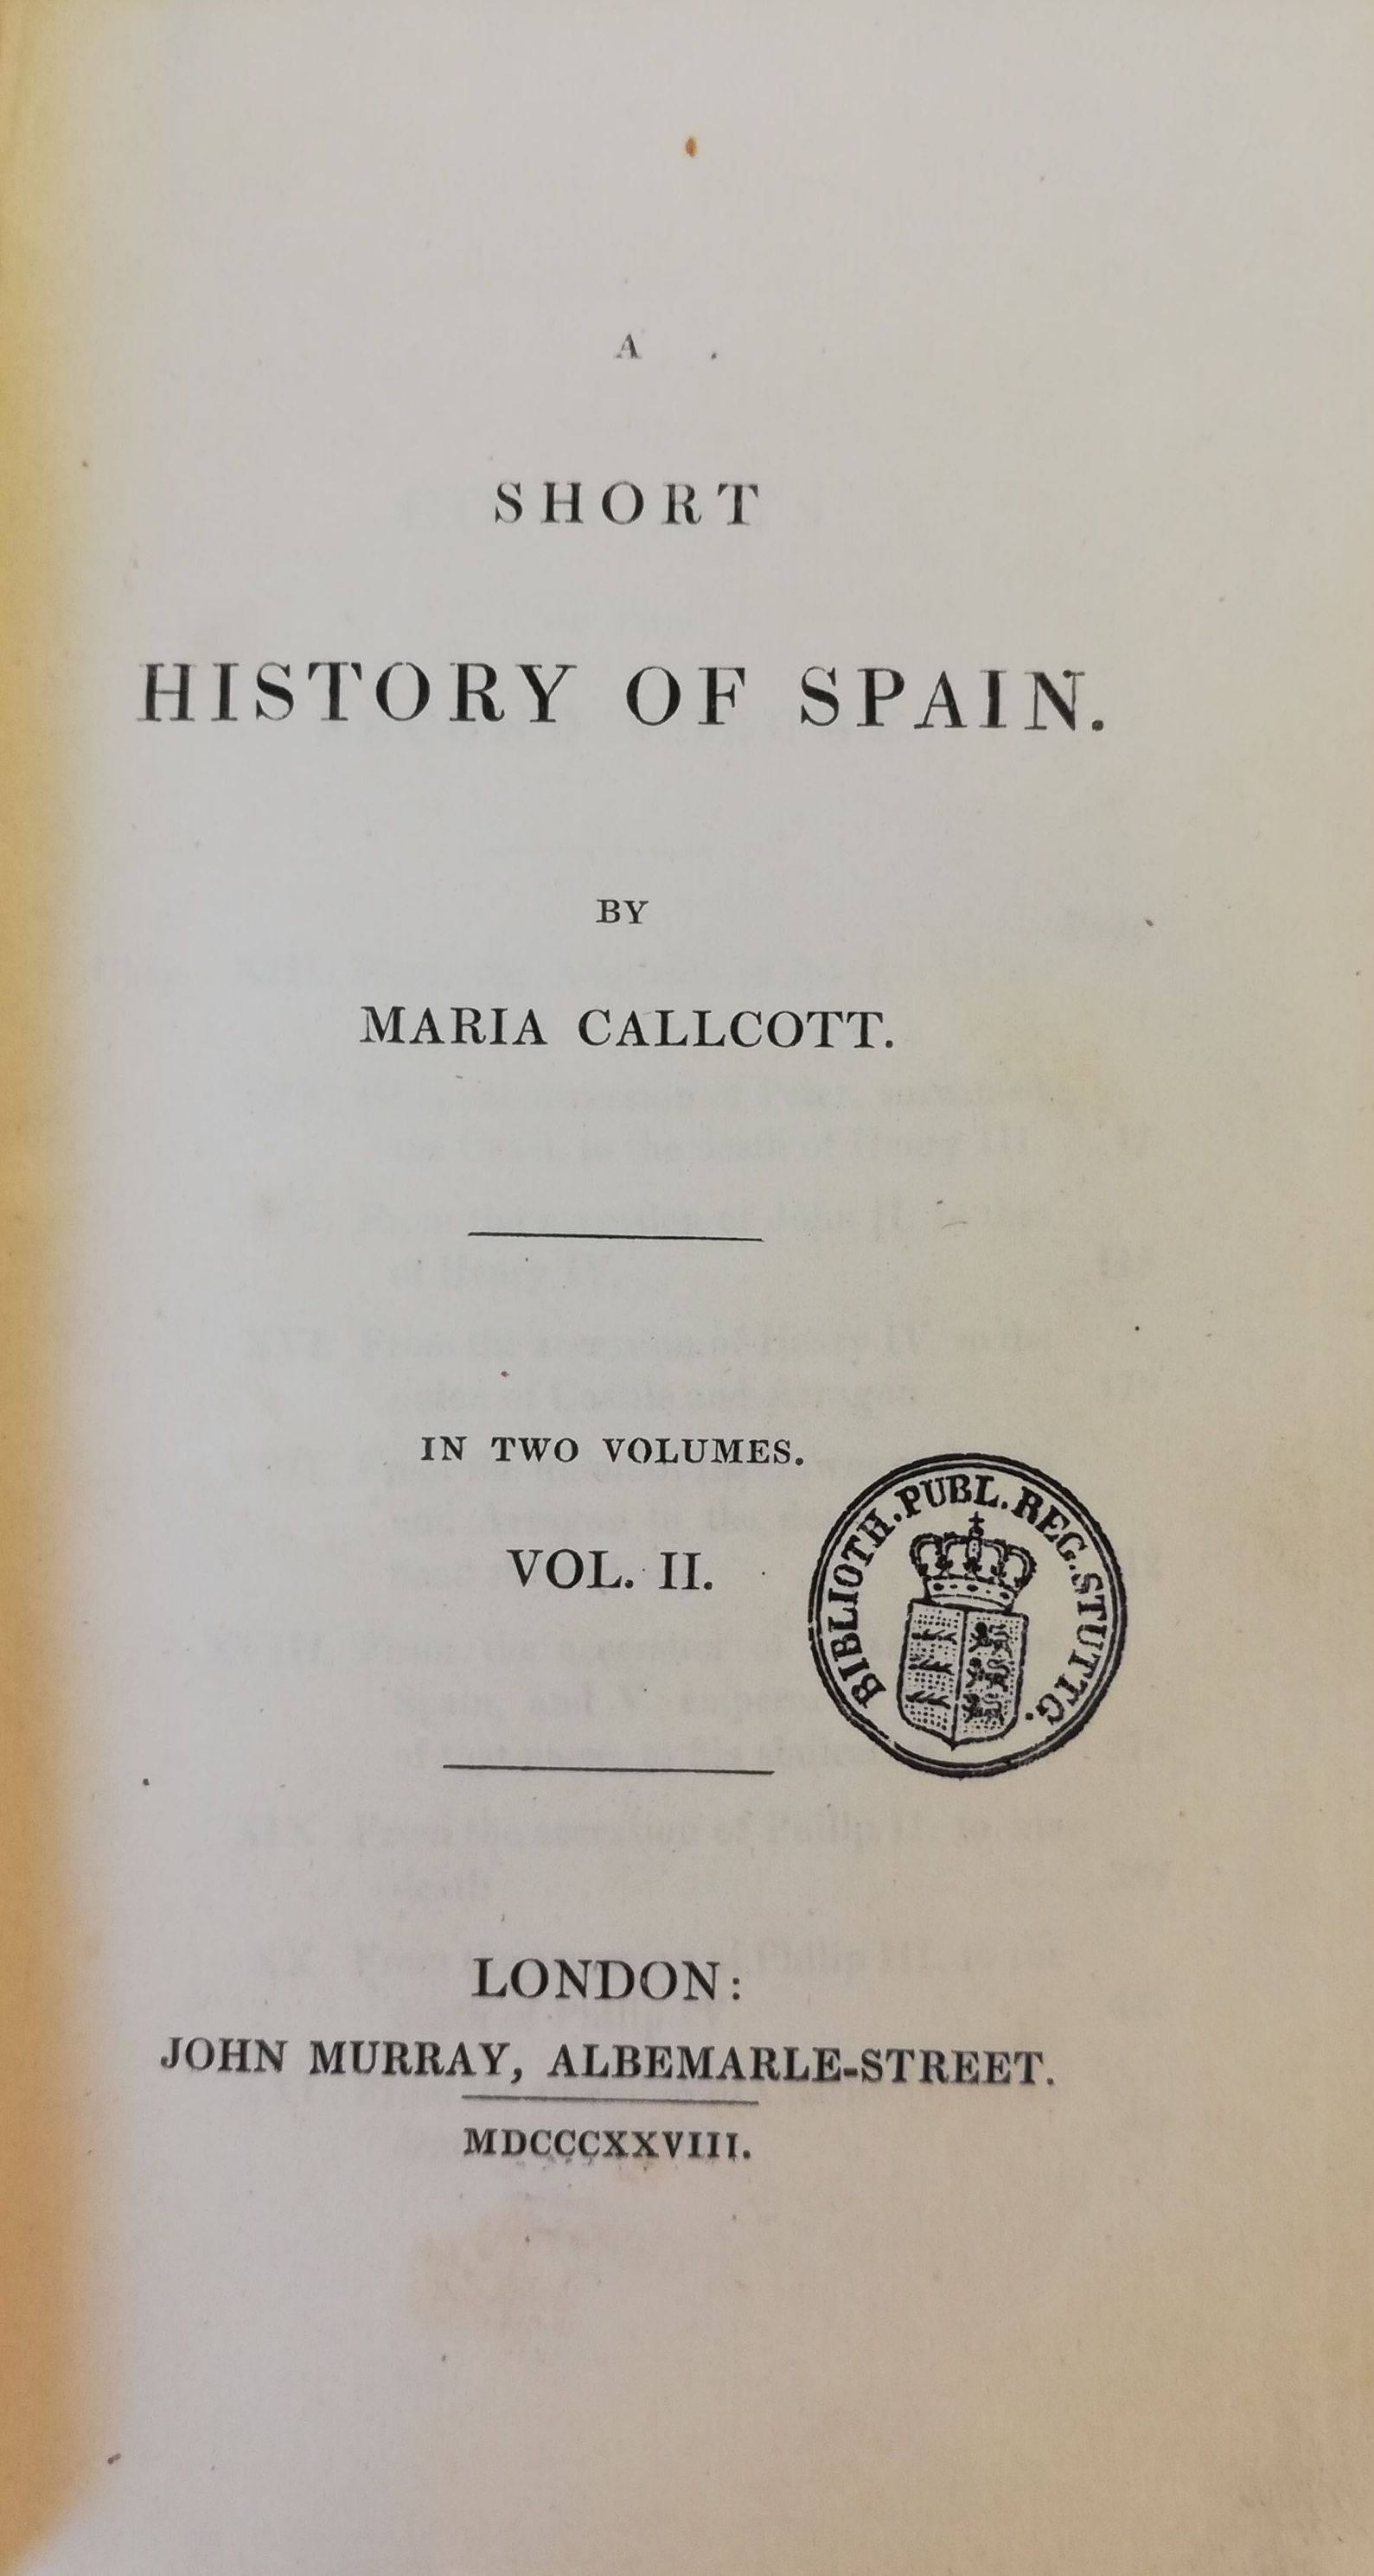 A
SHORT
HISTORY OF SPAIN.
BY
MARIA CALLCOTT.
IN TWO VOLUMES.
VOL. II.
BIBLIOTH. PUBL. REG. STUTTG.
LONDON:
JOHN MURRAY, ALBEMARLE-STREET.
MDCCCXXVIII.